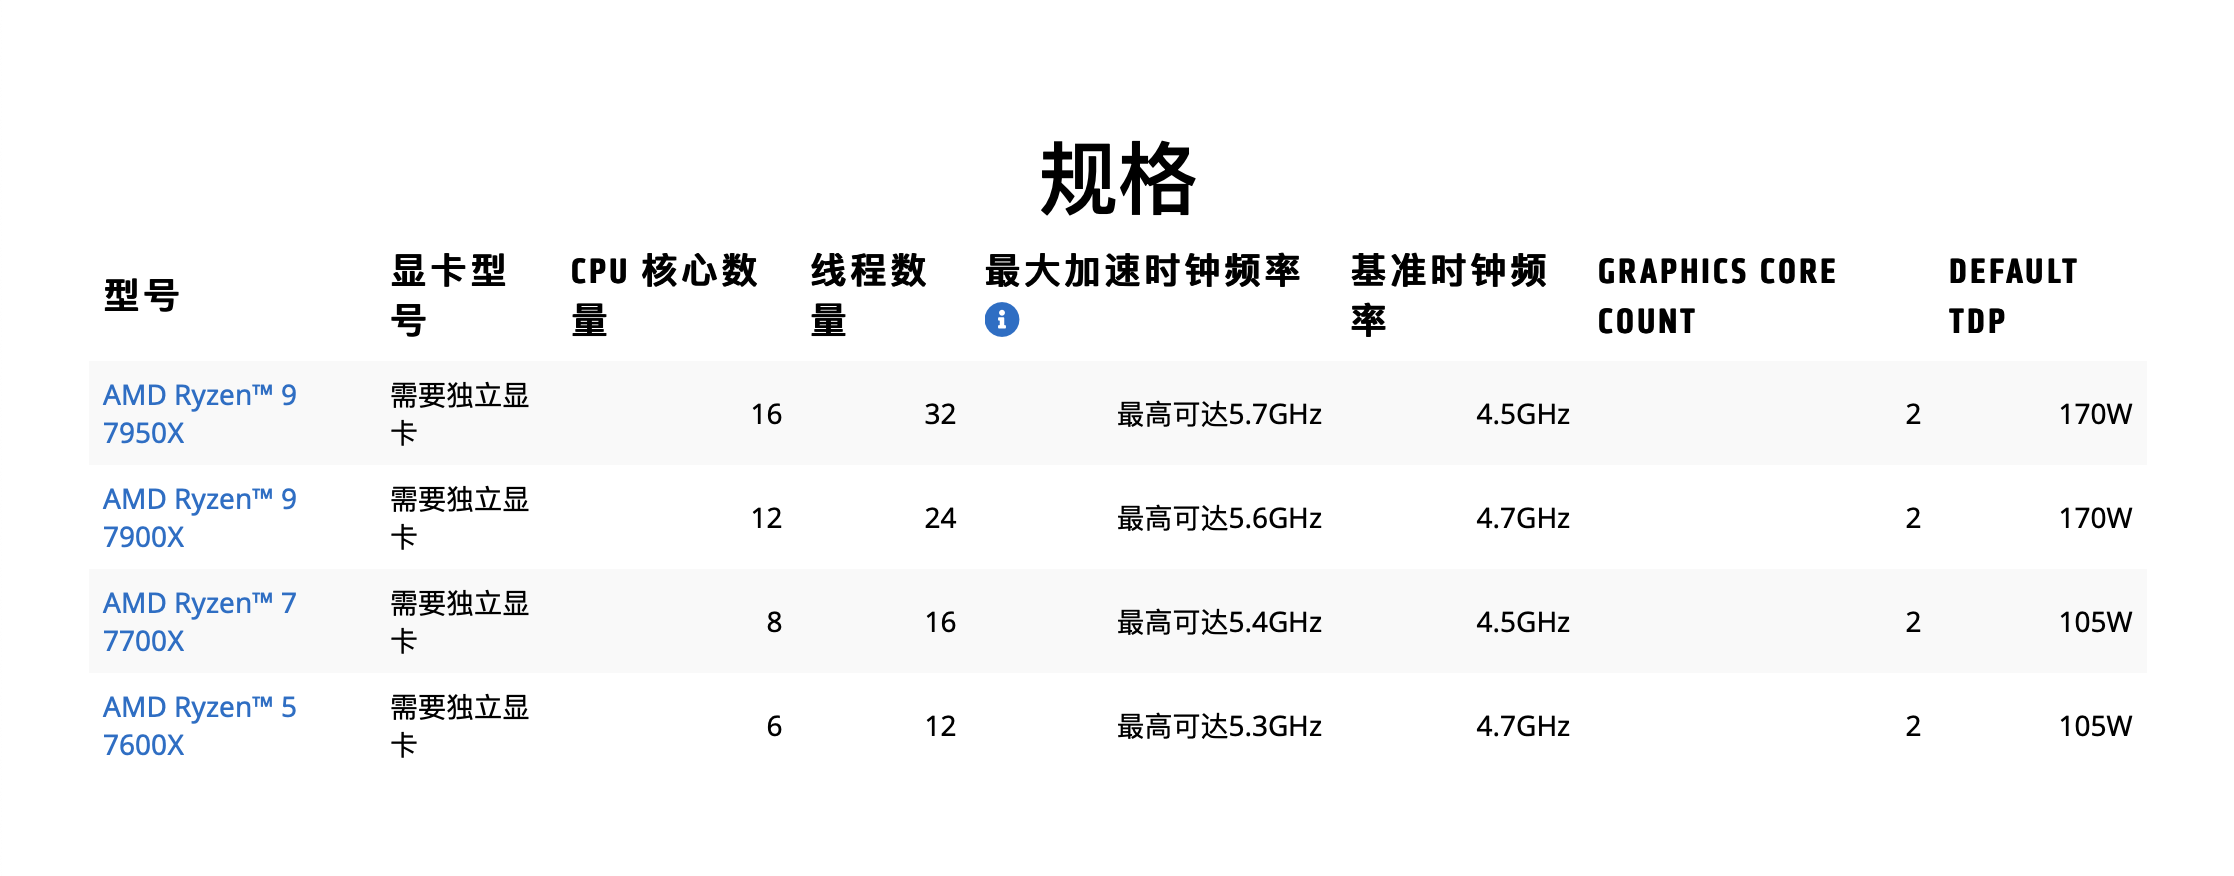 规格
型号
显卡型
号
CPU 核心数
量
线程数
量
最大加速时钟频率
基准时钟频
率
GRAPHICS CORE
COUNT
DEFAULT
TDP
AMD Ryzen™ 9
7950X
需要独立显
卡
16
32
最高可达5.7GHz
4.5GHz
2
170W
AMD Ryzen™ 9
7900X
需要独立显
卡
12
24
最高可达5.6GHz
4.7GHz
2
170W
AMD Ryzen™ 7
7700X
需要独立显
卡
8
16
最高可达5.4GHz
4.5GHz
2
105W
AMD Ryzen™ 5
7600X
需要独立显
卡
6
12
最高可达5.3GHz
4.7GHz
2
105W